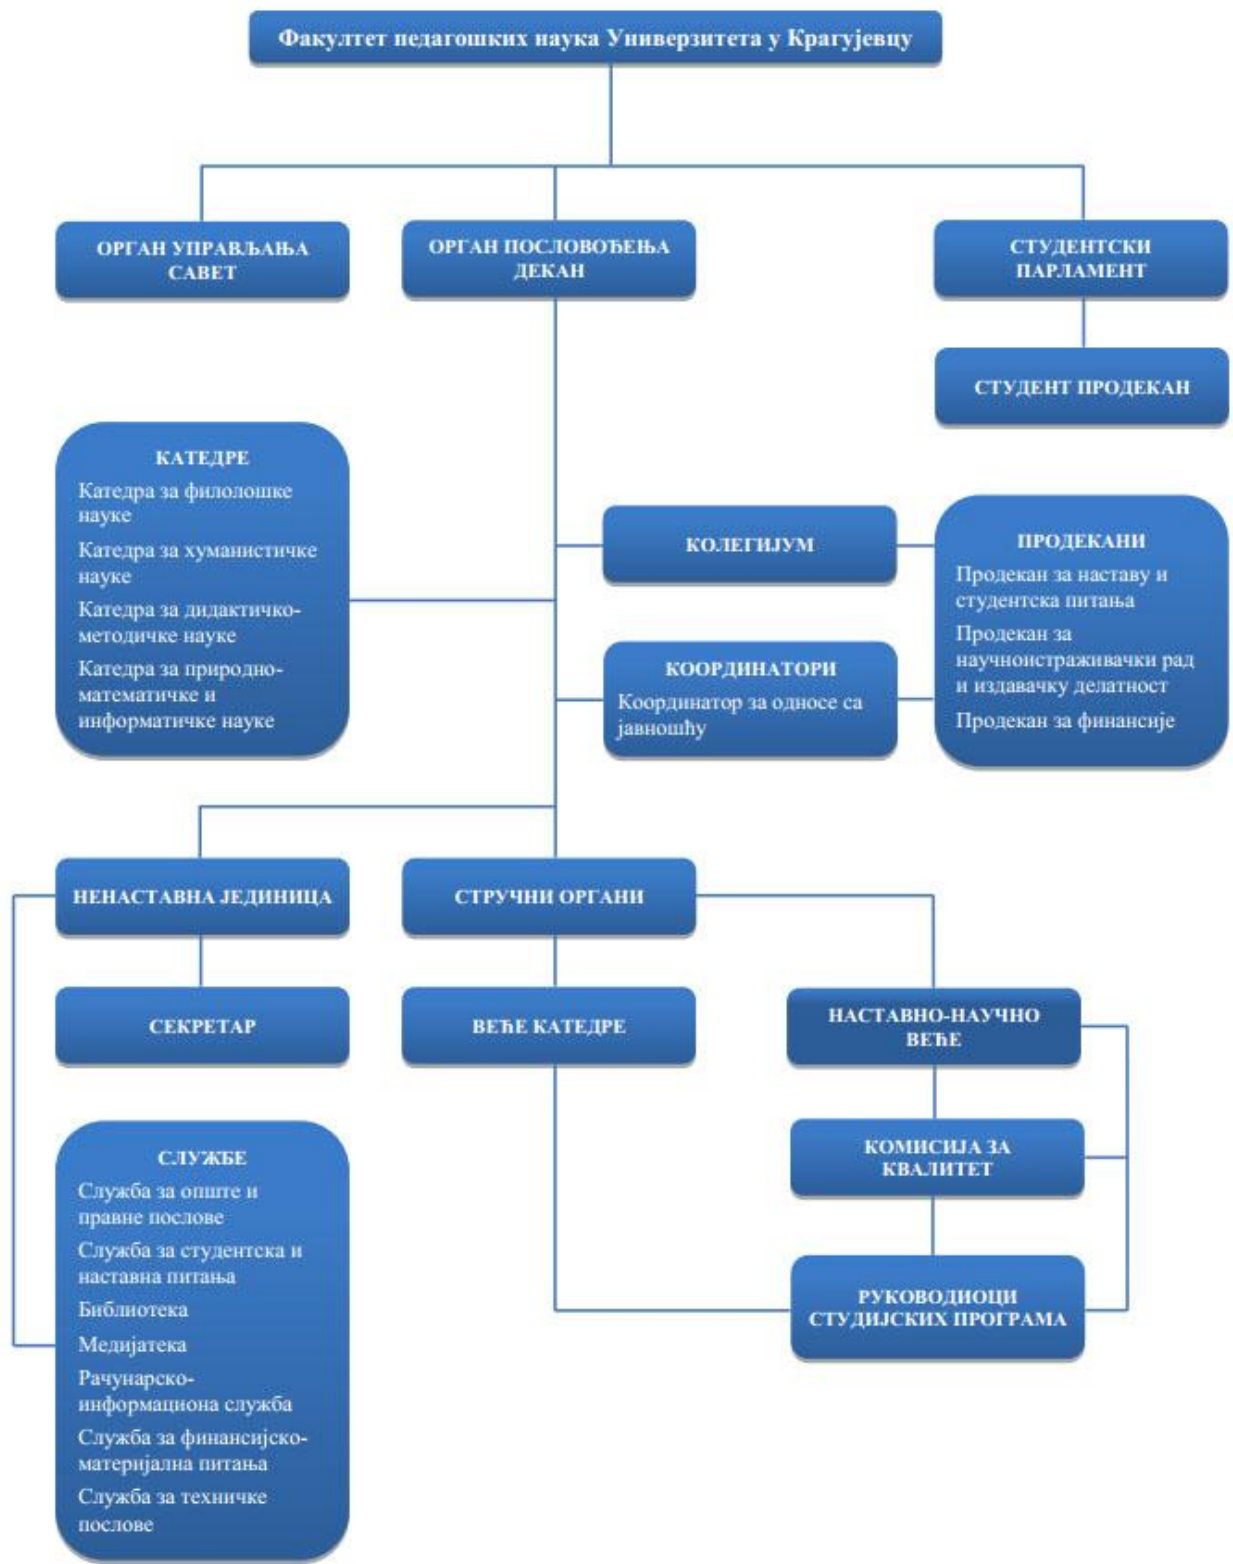 Факултет педагошких наука Универзитета у Крагујевцу
ОРГАН УПРАВЉАЊА
САВЕТ
ОРГАН ПОСЛОВОЂЕЊА
ДЕКАН
СТУДЕНТСКИ
ПАРЛАМЕНТ
СТУДЕНТ ПРОДЕКАН
КАТЕДРЕ
Катедра за филолошке
науке
Катедра за хуманистичке
науке
Катедра за дидактичко-
методичке науке
Катедра за природно-
математичке и
информатичке науке
КОЛЕГИЈУМ
ПРОДЕКАНИ
Продекан за наставу и
студентска питања
Продекан за
научноистраживачки рад
и издавачку делатност
Продекан за финансије
КООРДИНАТОРИ
Координатор за односе са
јавношћу
НЕНАСТАВНА ЈЕДИНИЦА
СТРУЧНИ ОРГАНИ
СЕКРЕТАР
ВЕЋЕ КАТЕДРЕ
НАСТАВНО-НАУЧНО
ВЕЋЕ
КОМИСИЈА ЗА
КВАЛИТЕТ
РУКОВОДИОЦИ
СТУДИЈСКИХ ПРОГРАМА
СЛУЖБЕ
Служба за опште и
правне послове
Служба за студентска и
наставна питања
Библиотека
Медијатека
Рачунарско-
информациона служба
Служба за финансијско-
материјална питања
Служба за техничке
послове